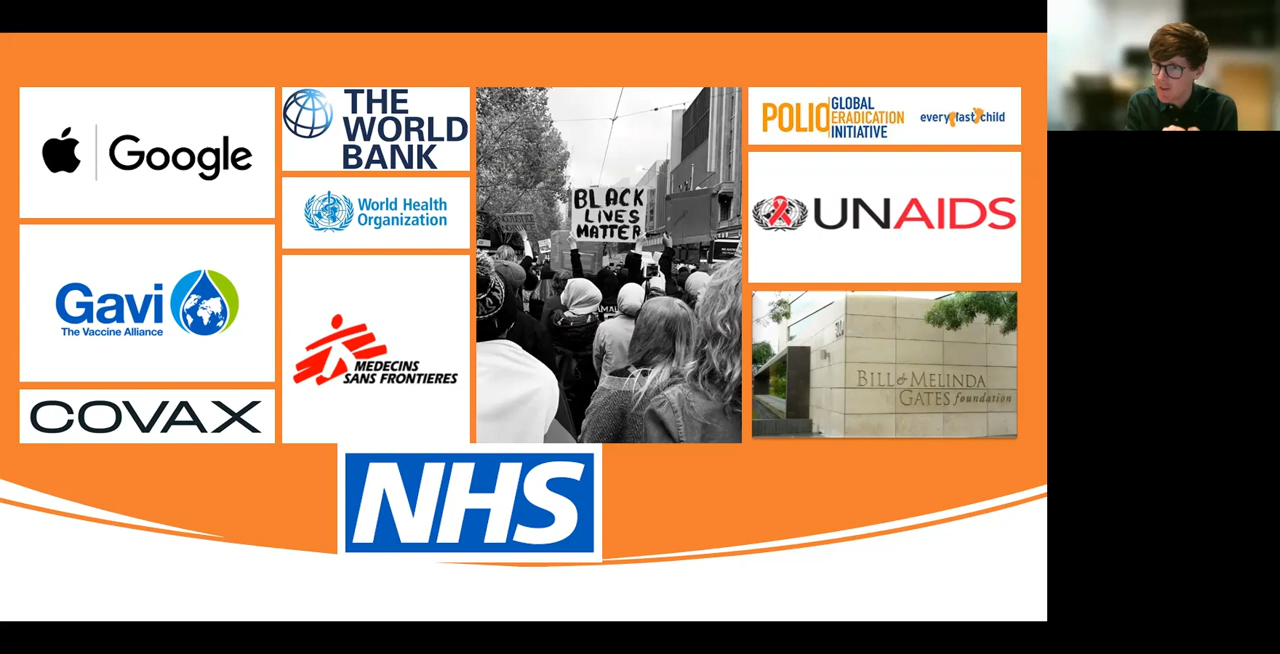 Google
Gavi
The Vaccine Alliance
COVAX
THE
WORLD
BANK
World Health
Organization
MEDECINS
SANS FRONTIERES
BLACK
LIVES
MATTER
POLIO GLOBAL
ERADICATION
INITIATIVE
every last child
UNAIDS
BILL & MELINDA
GATES foundation
NHS